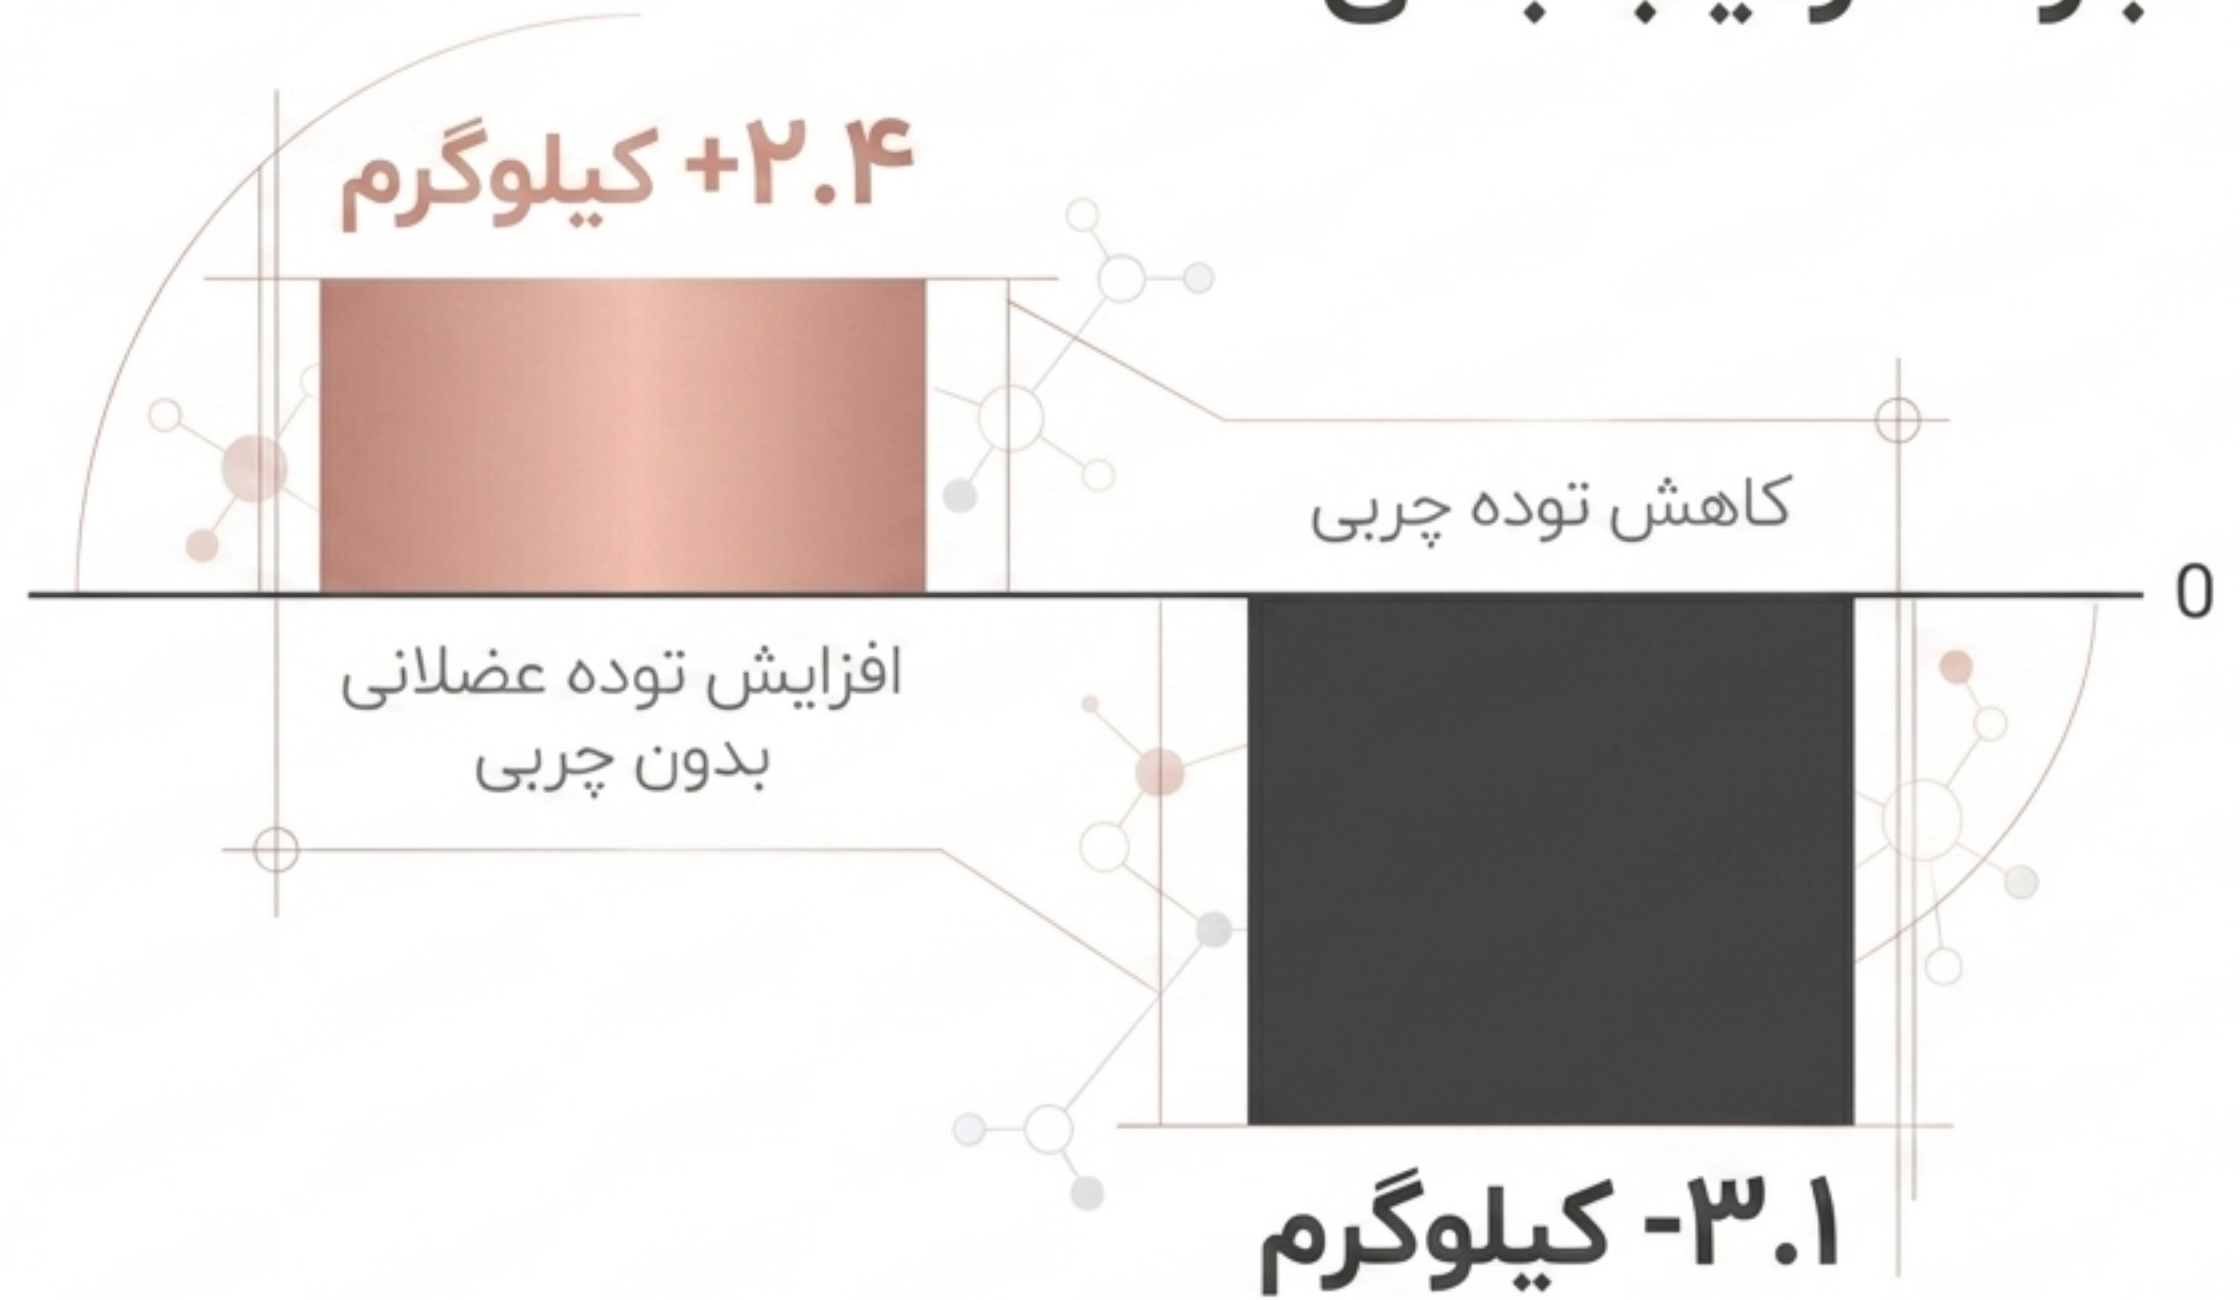 +۲.۴ کیلوگرم
کاهش توده چربی
0
افزایش توده عضلانی
بدون چربی
-۳.۱ کیلوگرم